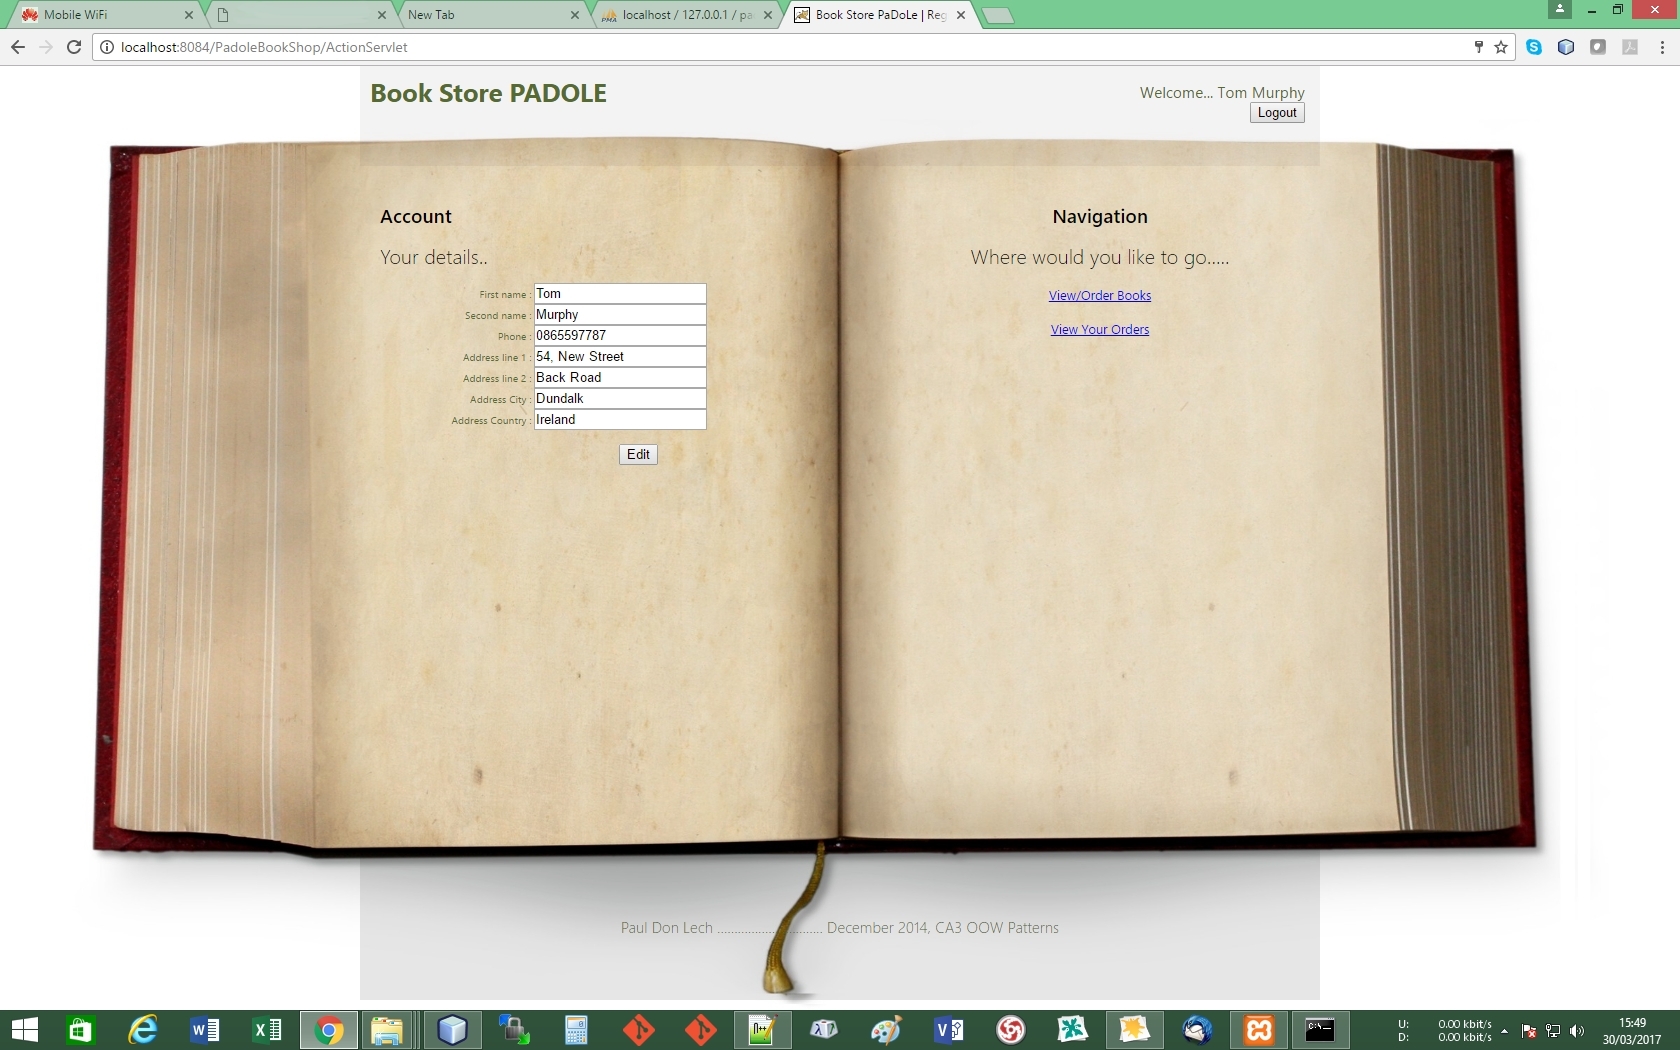 Mobile WiFi
New Tab
localhost / 127.0.0.1 / pa
Book Store PaDoLe | Reg
localhost:8084/PadoleBookShop/ActionServlet
Book Store PADOLE
Welcome... Tom Murphy
Logout
Account
Your details..
First name : Tom
Second name : Murphy
Phone : 0865597787
Address line 1 : 54, New Street
Address line 2 : Back Road
Address City : Dundalk
Address Country : Ireland
Edit
Navigation
Where would you like to go.....
View/Order Books
View Your Orders
Paul Don Lech .............................. December 2014, CA3 OOW Patterns
U: 0.00 kbit/s
D: 0.00 kbit/s
15:49
30/03/2017